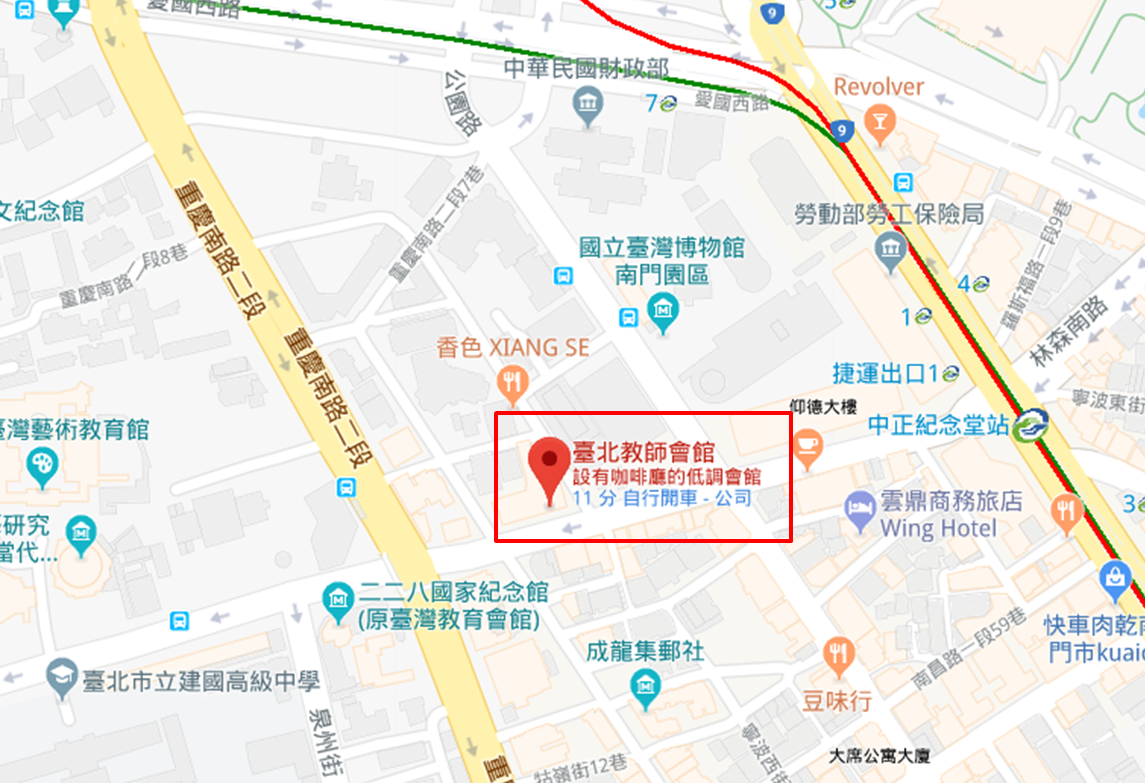 愛國西路
9
公園路
中華民國財政部
7
愛國西路
Revolver
9
重慶南路二段7巷
重慶南路二段
文紀念館
重慶南路二段8巷
國立臺灣博物館
南門園區
勞動部勞工保險局
羅斯福路一段9巷
4
1
林森南路
重慶南路二段
香色 XIANG SE
捷運出口1
寧波東街
仰德大樓
中正紀念堂站
臺灣藝術教育館
臺北教師會館
設有咖啡廳的低調會館
11 分 自行開車 - 公司
雲鼎商務旅店
Wing Hotel
3
研究
當代...
二二八國家紀念館
(原臺灣教育會館)
成龍集郵社
南昌路一段59巷
快車肉乾南
門市kuaic
臺北市立建國高級中學
泉州街
豆味行
寧波西街
大席公寓大廈
牯嶺街12巷
重慶